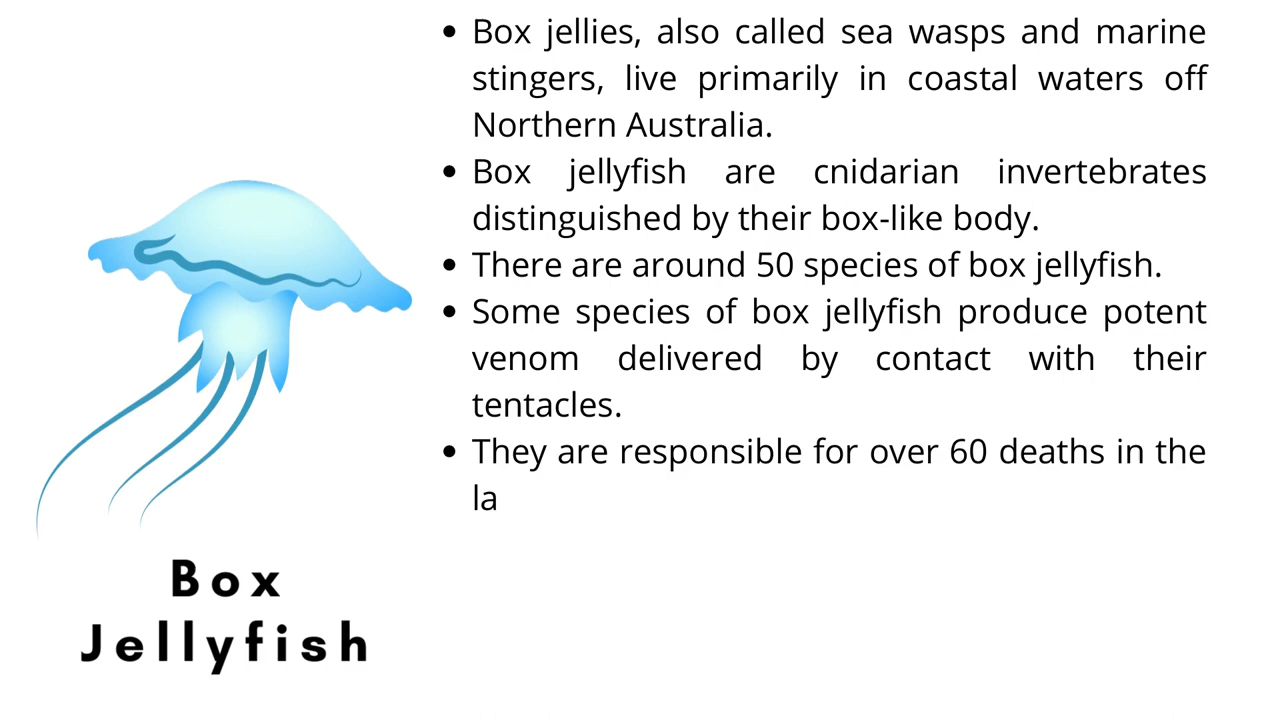 • Box jellies, also called sea wasps and marine
stingers, live primarily in coastal waters off
Northern Australia.
• Box jellyfish are cnidarian invertebrates
distinguished by their box-like body.
• There are around 50 species of box jellyfish.
• Some species of box jellyfish produce potent
venom delivered by contact with their
tentacles.
• They are responsible for over 60 deaths in the
la
Box
Jellyfish